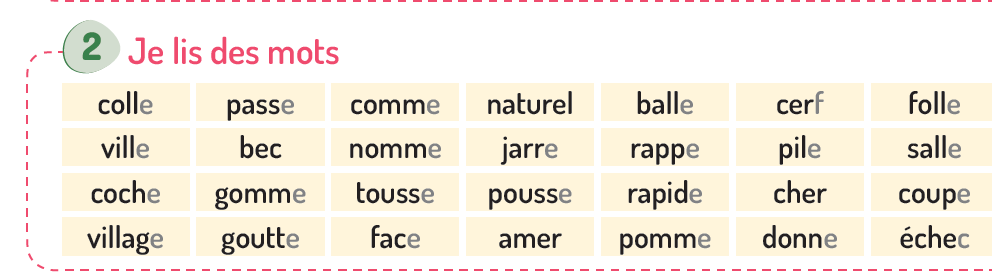 2 Je lis des mots
colle passe comme naturel balle cerf folle
ville bec nomme jarre rappe pile salle
coche gomme tousse pousse rapide cher coupe
village goutte face amer pomme donne échec